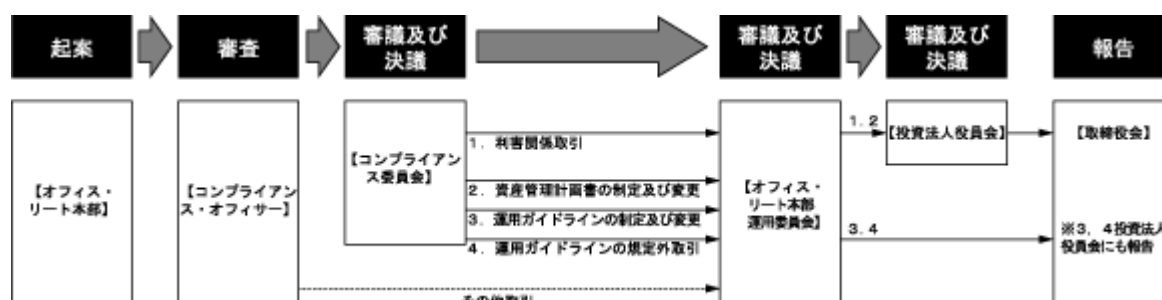 起案
審査
審議及び
決議
審議及び
決議
審議及び
決議
報告
【オフィス・
リート本部】
【コンプライアン
ス・オフィサー】
【コンプライアン
ス委員会】
1．利害関係取引
2．資産管理計画書の制定及び変更
3．運用ガイドラインの制定及び変更
4．運用ガイドラインの規定外取引
その他取引
【オフィス・
リート本部
運用委員会】
1.2
3.4
【投資法人役員会】
【取締役会】
※3．4投資法人
役員会にも報告